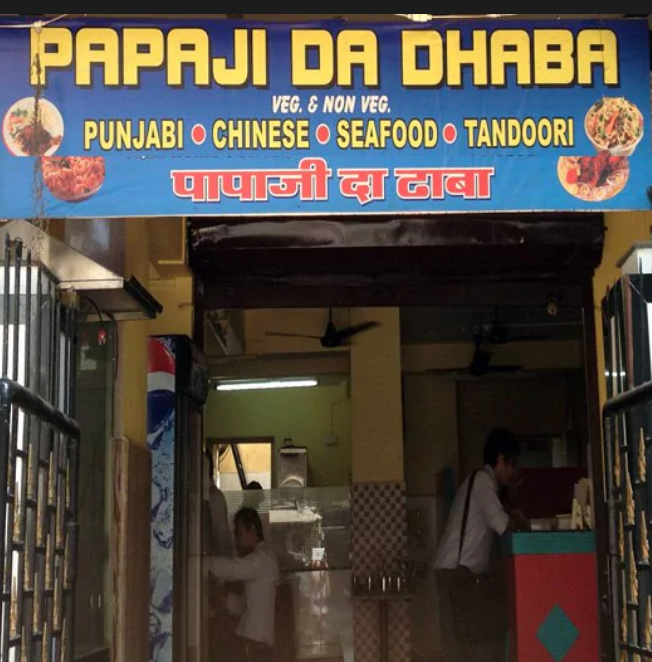 PAPAJI DA DHABA
VEG. & NON VEG.
PUNJABI • CHINESE • SEAFOOD • TANDOORI
पापाजी दा ढाबा